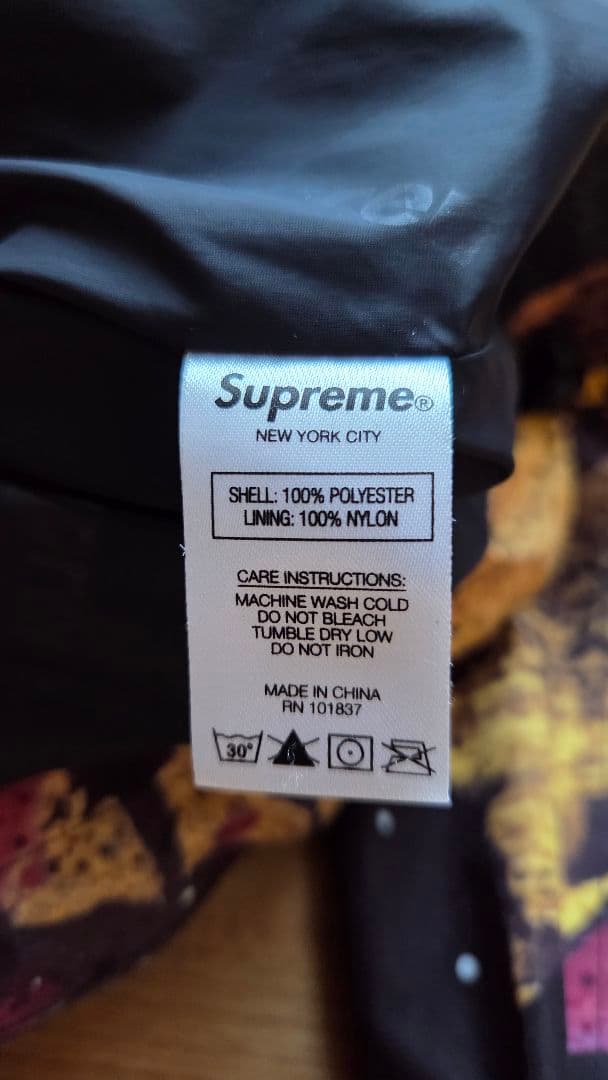 Supreme®
NEW YORK CITY
SHELL: 100% POLYESTER
LINING: 100% NYLON
CARE INSTRUCTIONS:
MACHINE WASH COLD
DO NOT BLEACH
TUMBLE DRY LOW
DO NOT IRON
MADE IN CHINA
RN 101837
30°